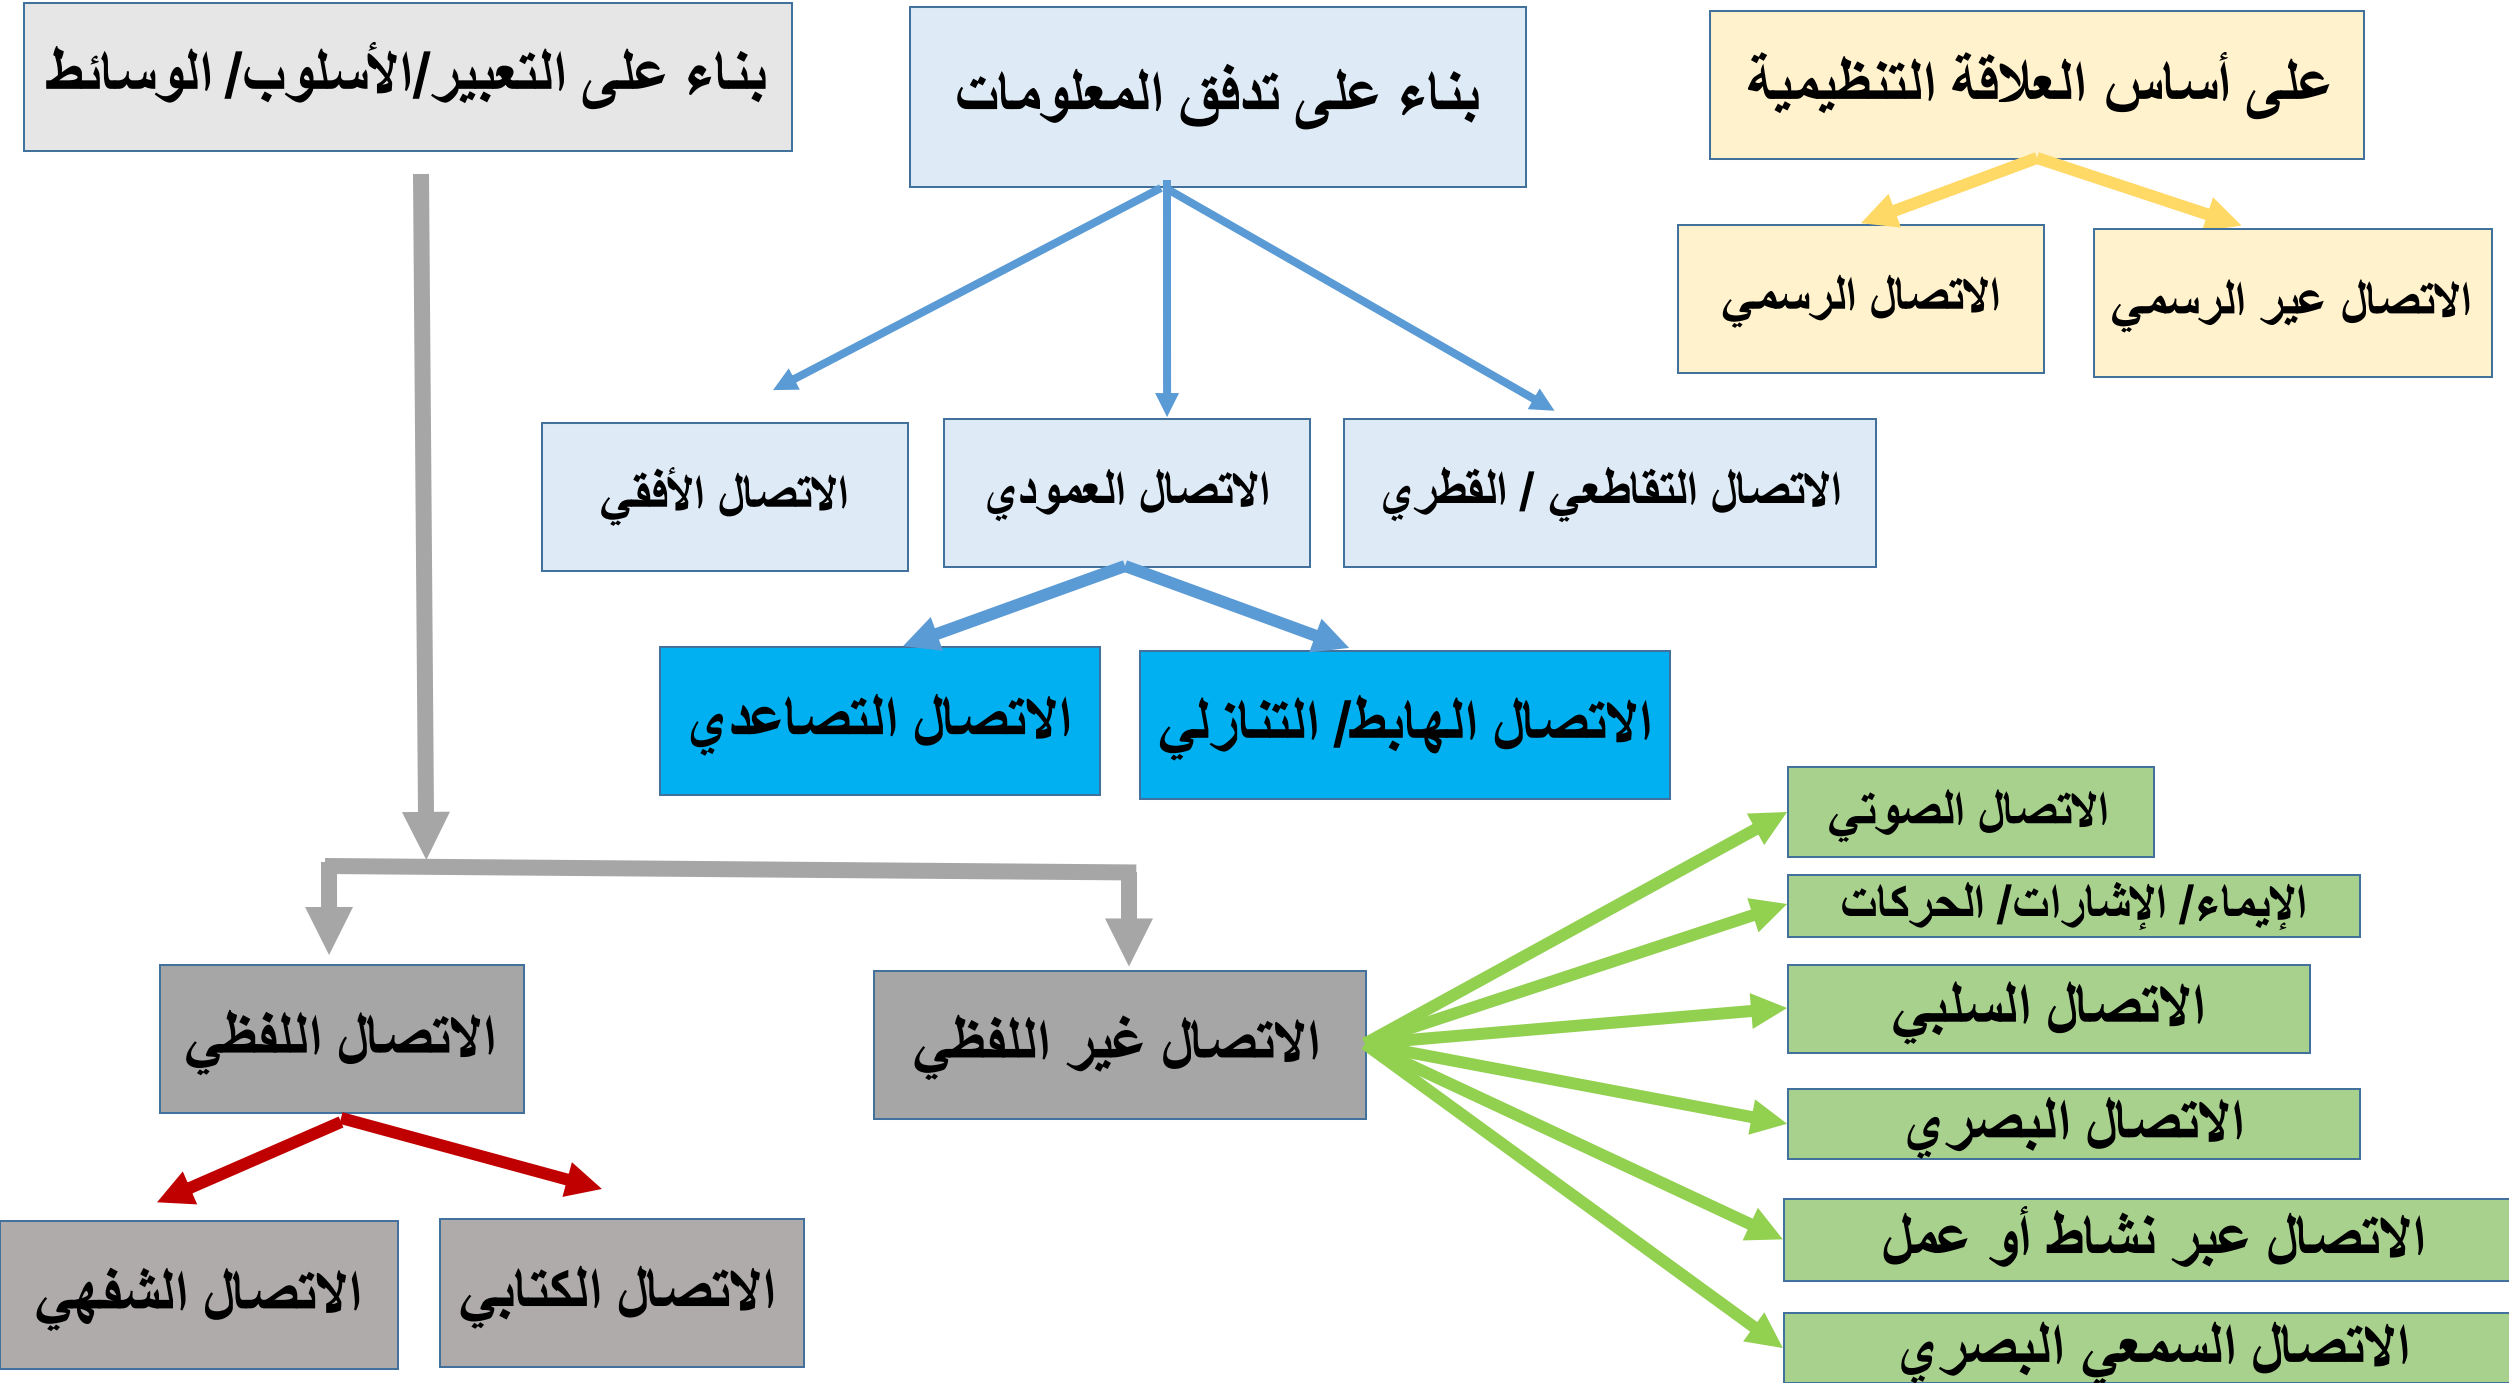 على أساس العلاقة التنظيمية
بناء على تدفق المعلومات
بناء على التعبير/أساليب/الوسائط
الاتصال غير الرسمي
الاتصال الرسمي
الاتصال التقاطعي / القطري
الاتصال العمودي
الاتصال الأفقي
الاتصال الهابط/ التنازلي
الاتصال التصاعدي
الاتصال الصوتي
الإيماء/ الإشارات/ الحركات
الاتصال اللمسي
الاتصال البصري
الاتصال عبر نشاط أو عمل
الاتصال السمعي البصري
الاتصال غير اللفظي
الاتصال اللفظي
الاتصال الكتابي
الاتصال الشفهي